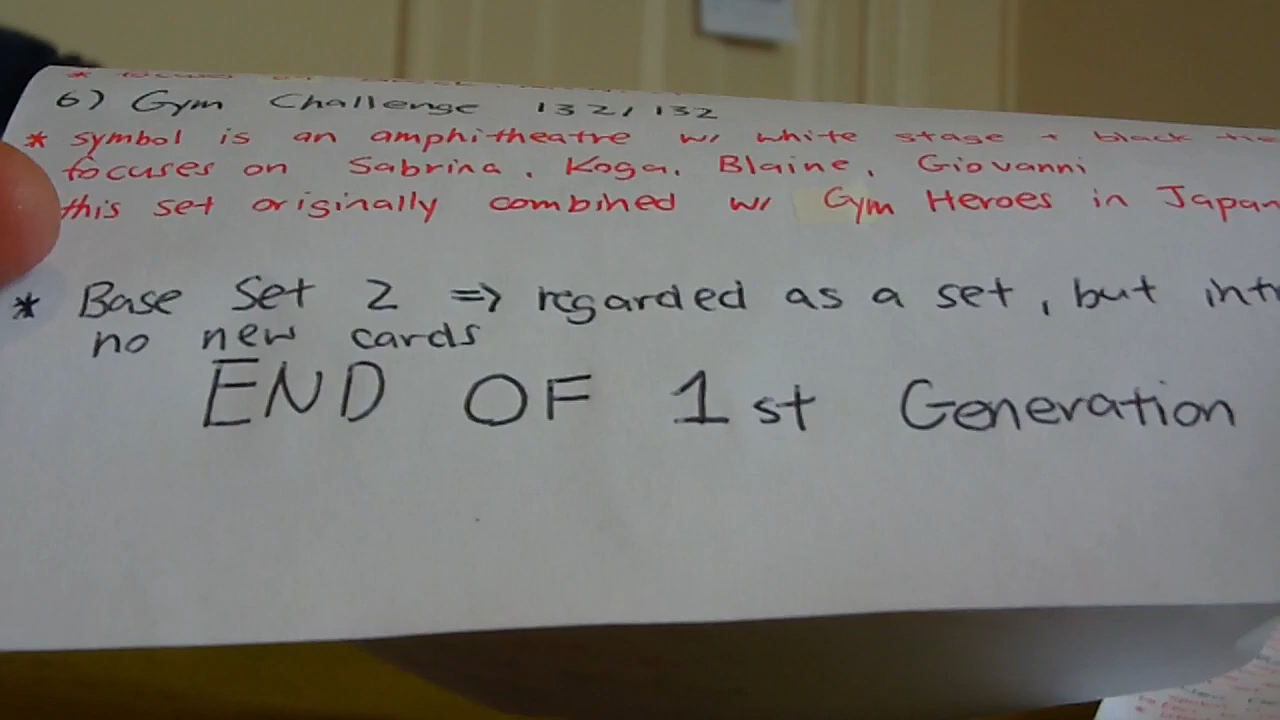 6) Gym Challenge 132/132
* symbol is an amphitheatre w/ white stage + black
focuses on Sabrina, Koga, Blaine, Giovanni
this set originally combined w/ Gym Heroes in Japan
* Base Set 2 => regarded as a set, but
no new cards
END OF 1st Generation